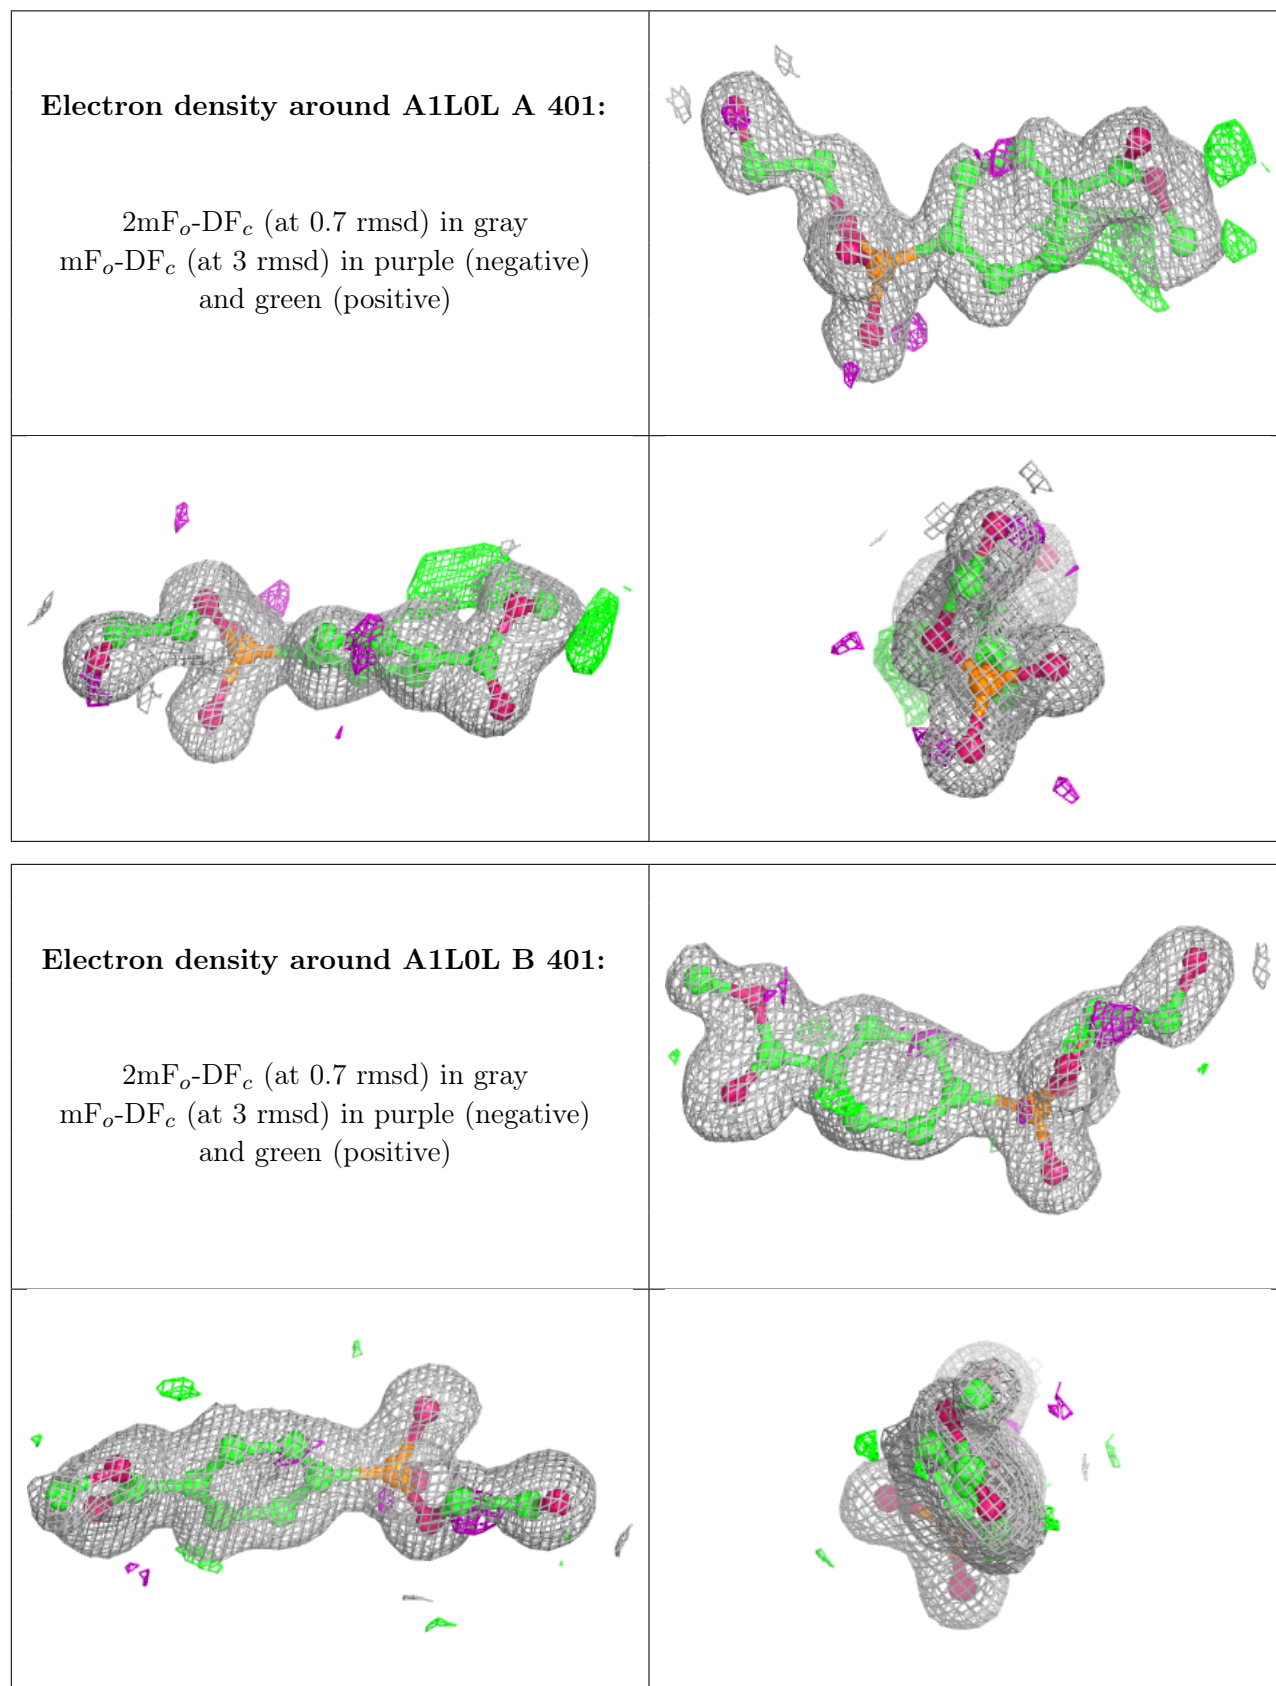 Electron density around A1L0L A 401:
2mFo-DFc (at 0.7 rmsd) in gray
mFo-DFc (at 3 rmsd) in purple (negative)
and green (positive)
Electron density around A1L0L B 401:
2mFo-DFc (at 0.7 rmsd) in gray
mFo-DFc (at 3 rmsd) in purple (negative)
and green (positive)